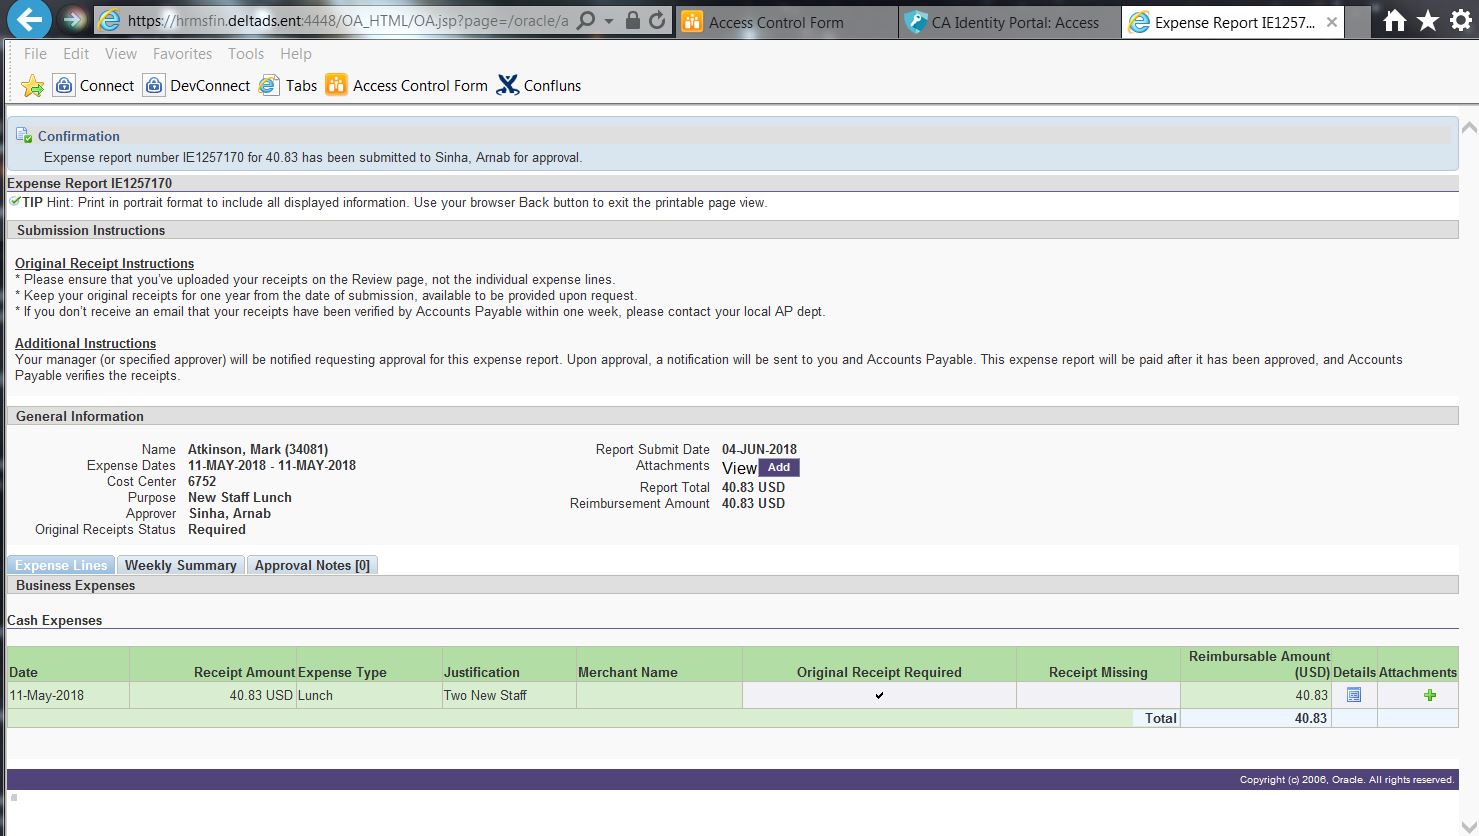 https://hrmsfin.deltads.ent:4448/OA_HTML/OA.jsp?page=/oracle/a
Access Control Form
CA Identity Portal: Access
Expense Report IE1257...
File Edit View Favorites Tools Help
Connect DevConnect Tabs Access Control Form Confluns
Confirmation
Expense report number IE1257170 for 40.83 has been submitted to Sinha, Arnab for approval.
Expense Report IE1257170
TIP Hint: Print in portrait format to include all displayed information. Use your browser Back button to exit the printable page view.
Submission Instructions
Original Receipt Instructions
* Please ensure that you've uploaded your receipts on the Review page, not the individual expense lines.
* Keep your original receipts for one year from the date of submission, available to be provided upon request.
* If you don't receive an email that your receipts have been verified by Accounts Payable within one week, please contact your local AP dept.
Additional Instructions
Your manager (or specified approver) will be notified requesting approval for this expense report. Upon approval, a notification will be sent to you and Accounts Payable. This expense report will be paid after it has been approved, and Accounts
Payable verifies the receipts.
General Information
Name Atkinson, Mark (34081)
Expense Dates 11-MAY-2018 - 11-MAY-2018
Cost Center 6752
Purpose New Staff Lunch
Approver Sinha, Arnab
Original Receipts Status Required
Report Submit Date 04-JUN-2018
Attachments View Add
Report Total 40.83 USD
Reimbursement Amount 40.83 USD
Expense Lines Weekly Summary Approval Notes [0]
Business Expenses
Cash Expenses
Date Receipt Amount Expense Type Justification Merchant Name Original Receipt Required Receipt Missing Reimbursable Amount (USD) Details Attachments
11-May-2018 40.83 USD Lunch Two New Staff 40.83
Total 40.83
Copyright (c) 2006, Oracle. All rights reserved.